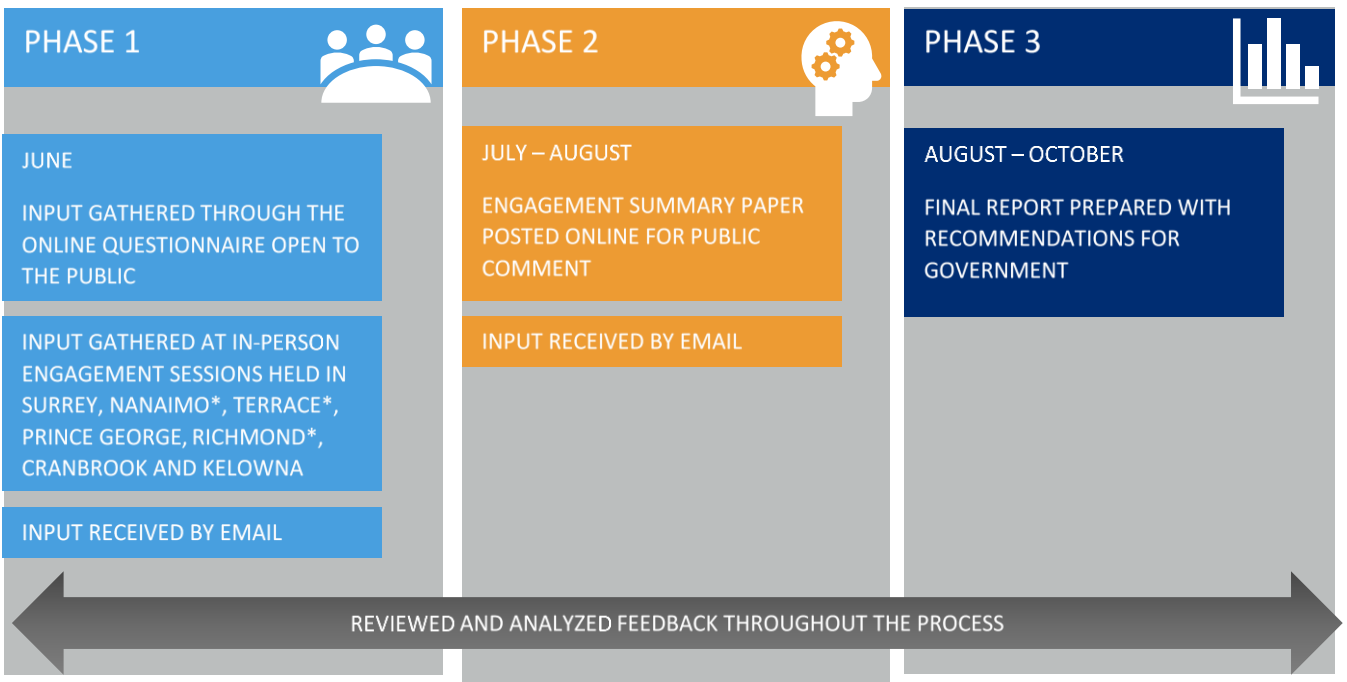 PHASE 1
JUNE
INPUT GATHERED THROUGH THE
ONLINE QUESTIONNAIRE OPEN TO
THE PUBLIC
INPUT GATHERED AT IN-PERSON
ENGAGEMENT SESSIONS HELD IN
SURREY, NANAIMO*, TERRACE*,
PRINCE GEORGE, RICHMOND*,
CRANBROOK AND KELOWNA
INPUT RECEIVED BY EMAIL
PHASE 2
JULY – AUGUST
ENGAGEMENT SUMMARY PAPER
POSTED ONLINE FOR PUBLIC
COMMENT
INPUT RECEIVED BY EMAIL
PHASE 3
AUGUST – OCTOBER
FINAL REPORT PREPARED WITH
RECOMMENDATIONS FOR
GOVERNMENT
REVIEWED AND ANALYZED FEEDBACK THROUGHOUT THE PROCESS